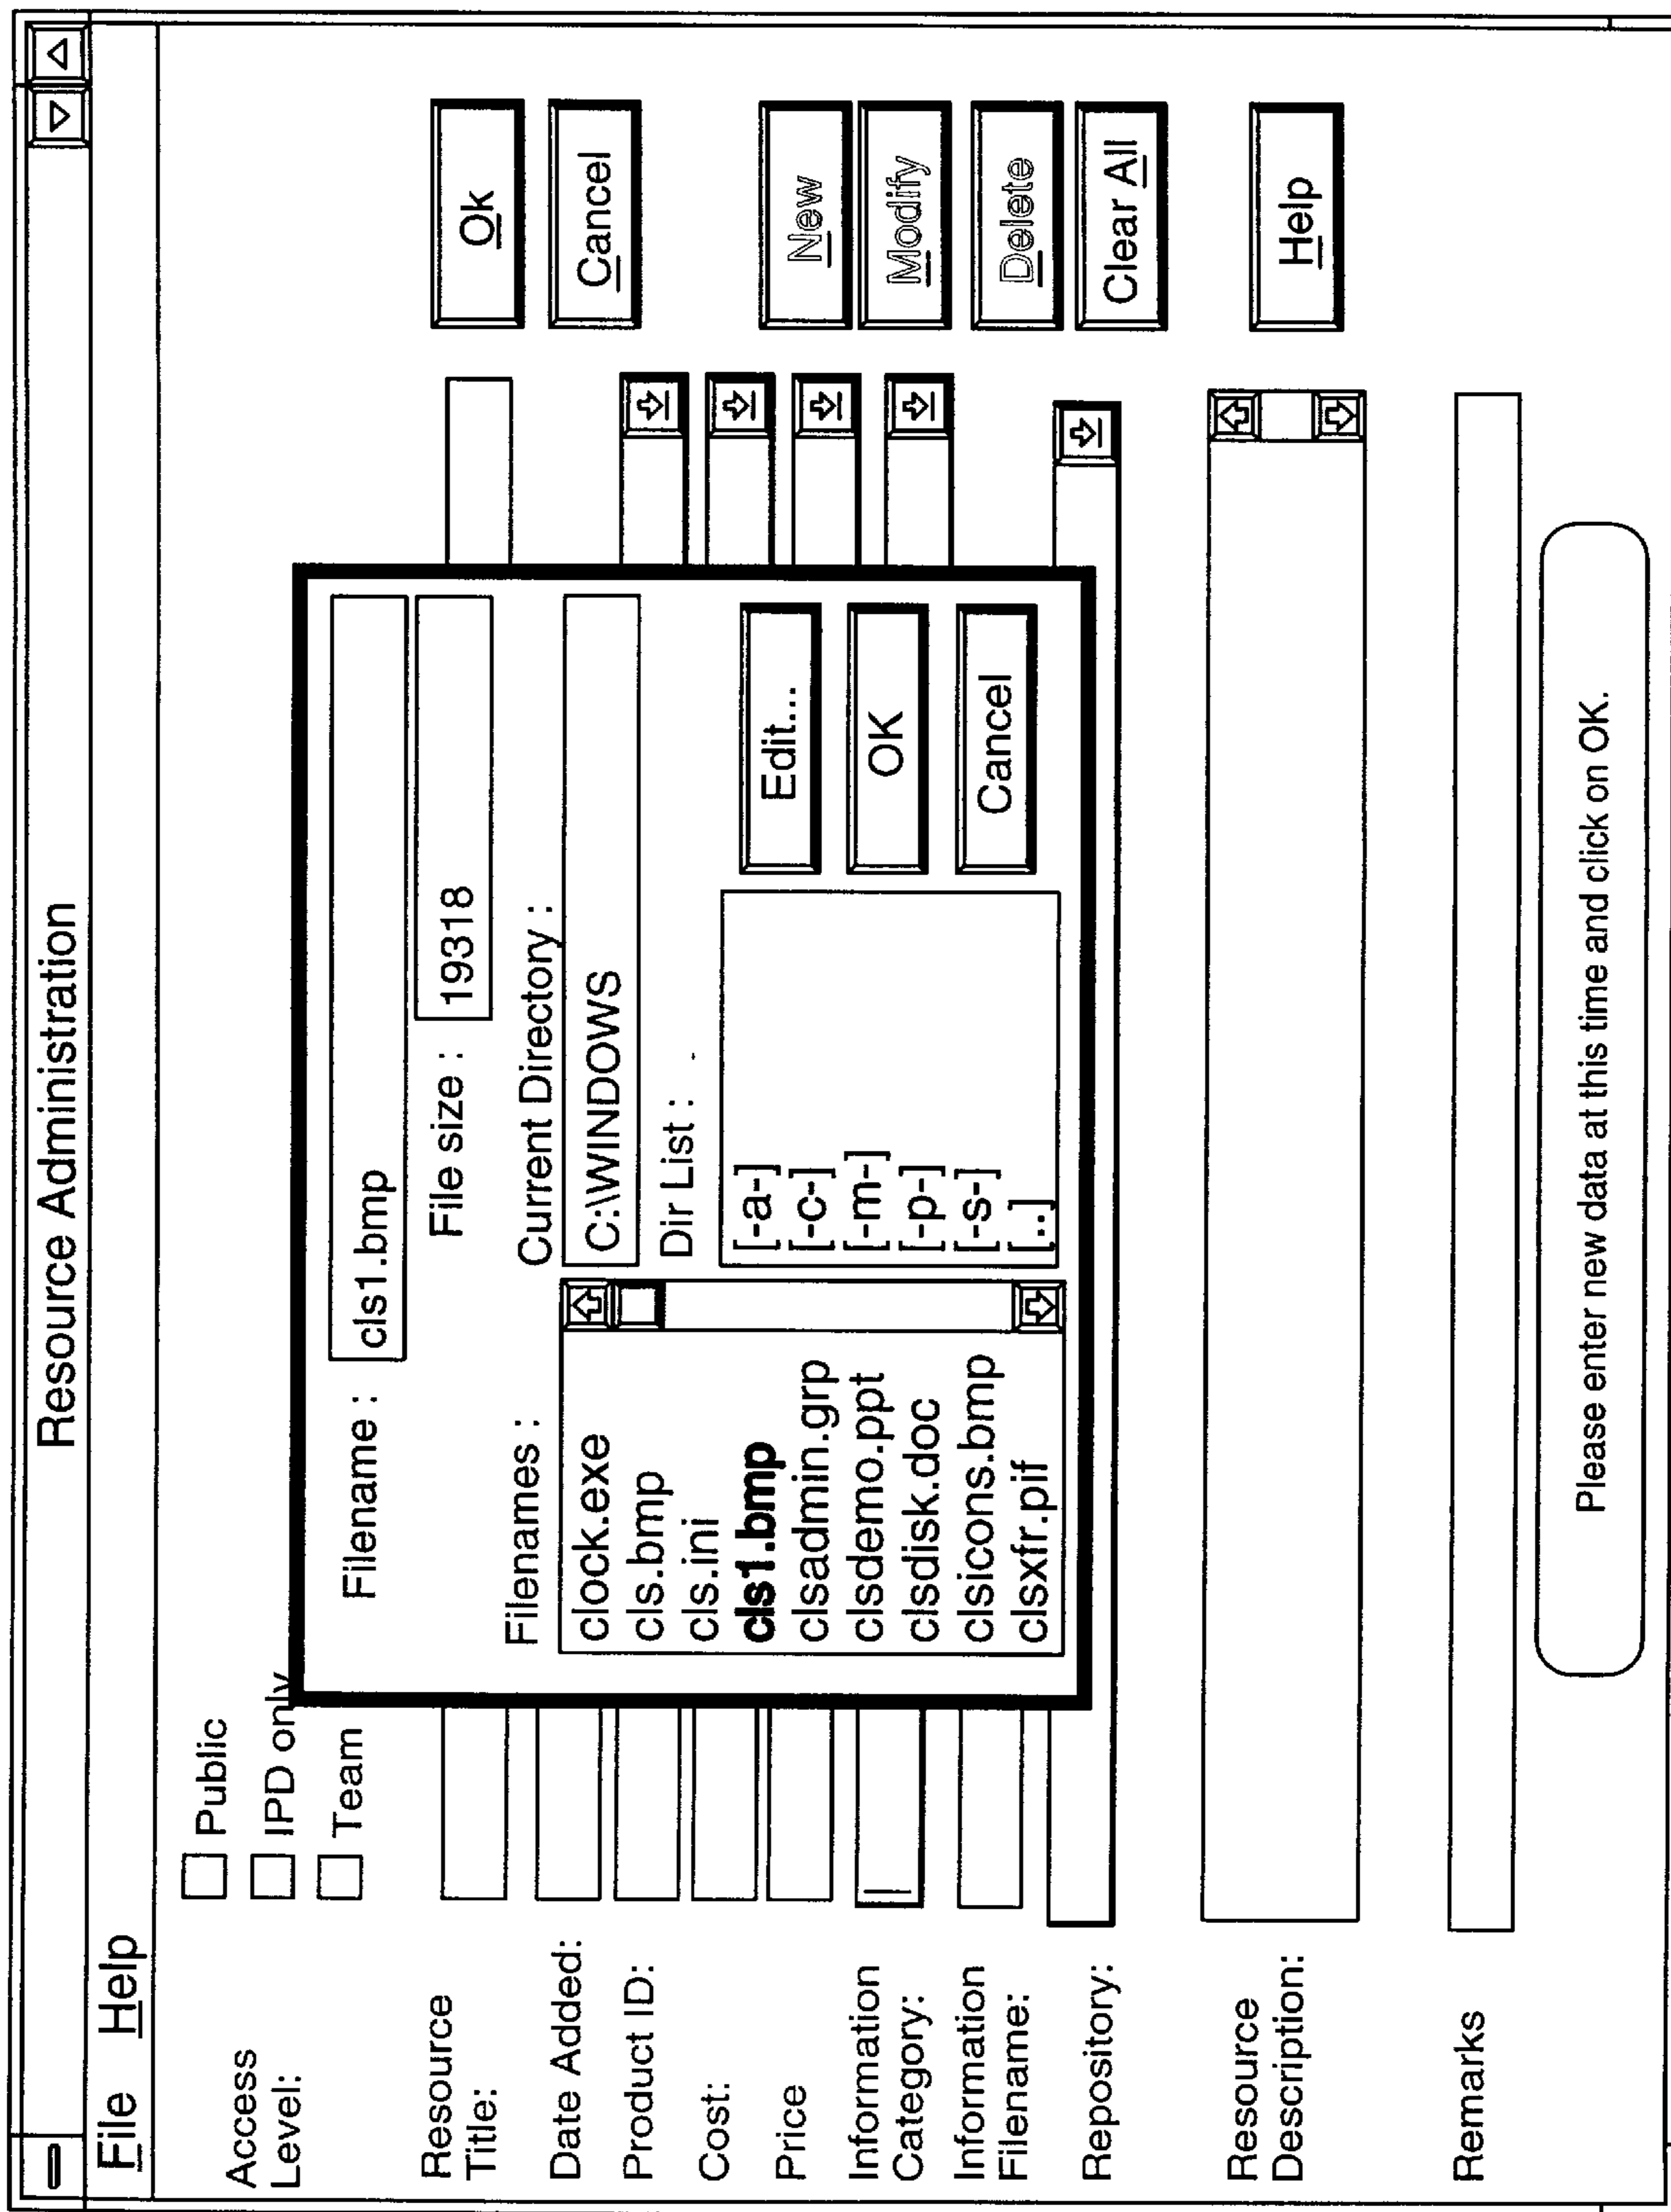 Resource Administration
File Help
Access
Level:
Public
IPD only
Team
Resource
Title:
Date Added:
Product ID:
Cost:
Price
Information
Category:
Information
Filename:
Repository:
Resource
Description:
Remarks
Filename :
cls1.bmp
File size :
19318
Filenames :
clock.exe
cls.bmp
cls.ini
cls1.bmp
clsadmin.grp
clsdemo.ppt
clsdisk.doc
clsicons.bmp
clsxfr.pif
Current Directory :
C:\WINDOWS
Dir List :
[-a-]
[-c-]
[-m-]
[-p-]
[-s-]
[..]
Edit...
OK
Cancel
Ok
Cancel
New
Modify
Delete
Clear All
Help
Please enter new data at this time and click on OK.